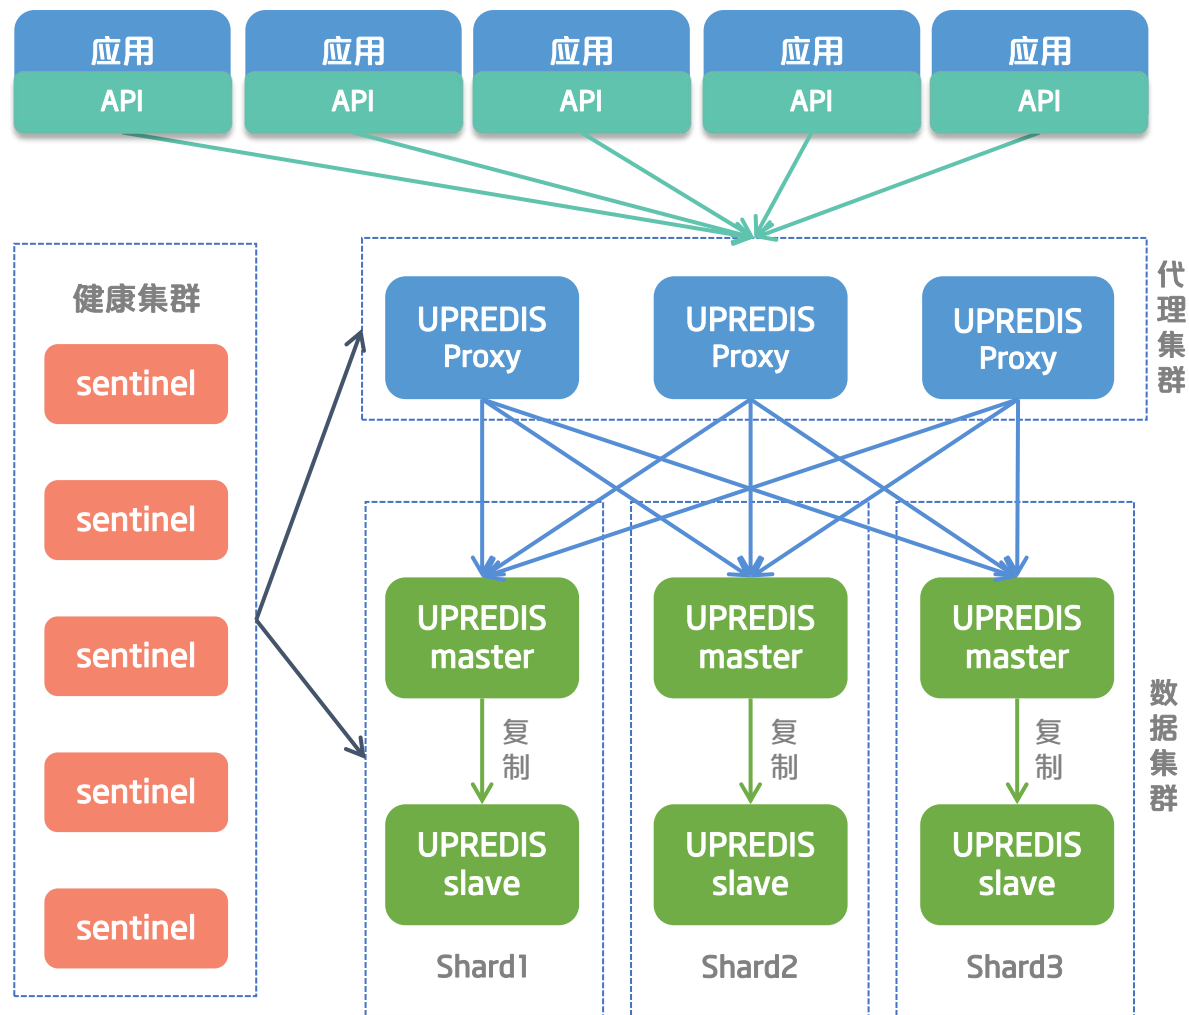 应用
API
应用
API
应用
API
应用
API
应用
API
健康集群
sentinel
sentinel
sentinel
sentinel
sentinel
代理集群
UPREDIS
Proxy
UPREDIS
Proxy
UPREDIS
Proxy
UPREDIS
master
UPREDIS
master
UPREDIS
master
复制
复制
复制
数据集群
UPREDIS
slave
UPREDIS
slave
UPREDIS
slave
Shard1
Shard2
Shard3